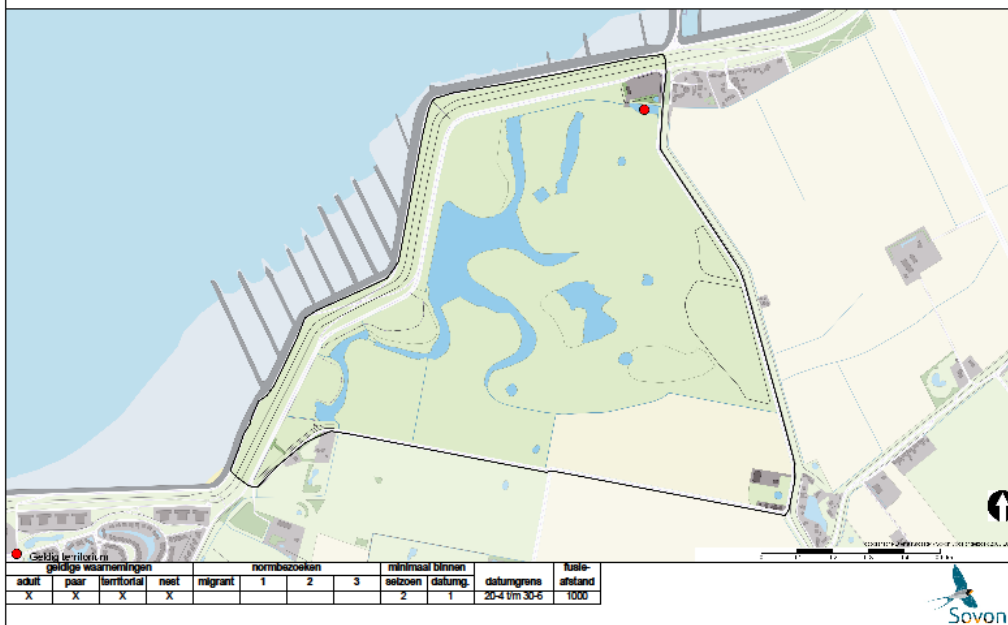 Geldig territorium
geldige waarnemingen normbezoeken minimaal binnen fusie-
adult paar territorial nest migrant 1 2 3 seizoen datumg. datumgrens afstand
X X X X 2 1 20-4 t/m 30-6 1000
Sovon